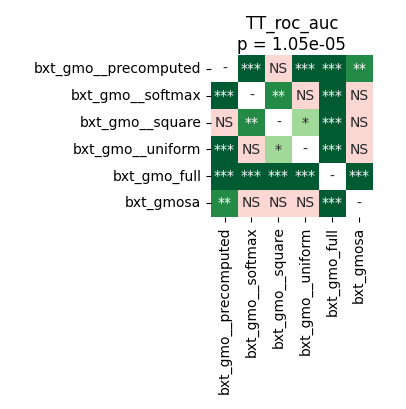 TT_roc_auc
p = 1.05e-05
bxt_gmo__precomputed - *** NS *** *** **
bxt_gmo__softmax *** - ** NS *** NS
bxt_gmo__square NS ** - * *** NS
bxt_gmo__uniform *** NS * - *** NS
bxt_gmo_full *** *** *** *** - ***
bxt_gmosa ** NS NS NS *** -
bxt_gmo__precomputed
bxt_gmo__softmax
bxt_gmo__square
bxt_gmo__uniform
bxt_gmo_full
bxt_gmosa